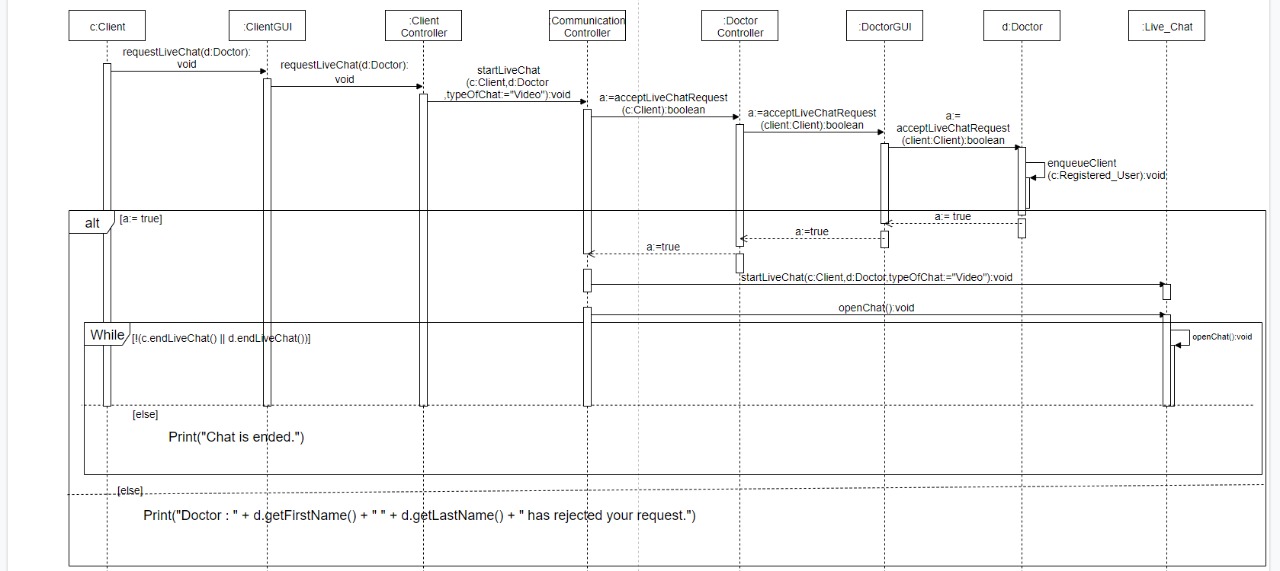 c:Client
:ClientGUI
:Client
Controller
:Communication
Controller
:Doctor
Controller
:DoctorGUI
d:Doctor
:Live_Chat
requestLiveChat(d:Doctor):
void
requestLiveChat(d:Doctor):
void
startLiveChat
(c:Client,d:Doctor
,typeOfChat:="Video"):void
a:=acceptLiveChatRequest
(c:Client):boolean
a:=acceptLiveChatRequest
(client:Client):boolean
a:=
acceptLiveChatRequest
(client:Client):boolean
enqueueClient
(c:Registered_User):void
alt
[a:= true]
a:= true
a:=true
a:=true
startLiveChat(c:Client,d:Doctor,typeOfChat:="Video"):void
openChat():void
While
[!(c.endLiveChat() || d.endLiveChat())]
openChat():void
[else]
Print("Chat is ended.")
[else]
Print("Doctor : " + d.getFirstName() + " " + d.getLastName() + " has rejected your request.")